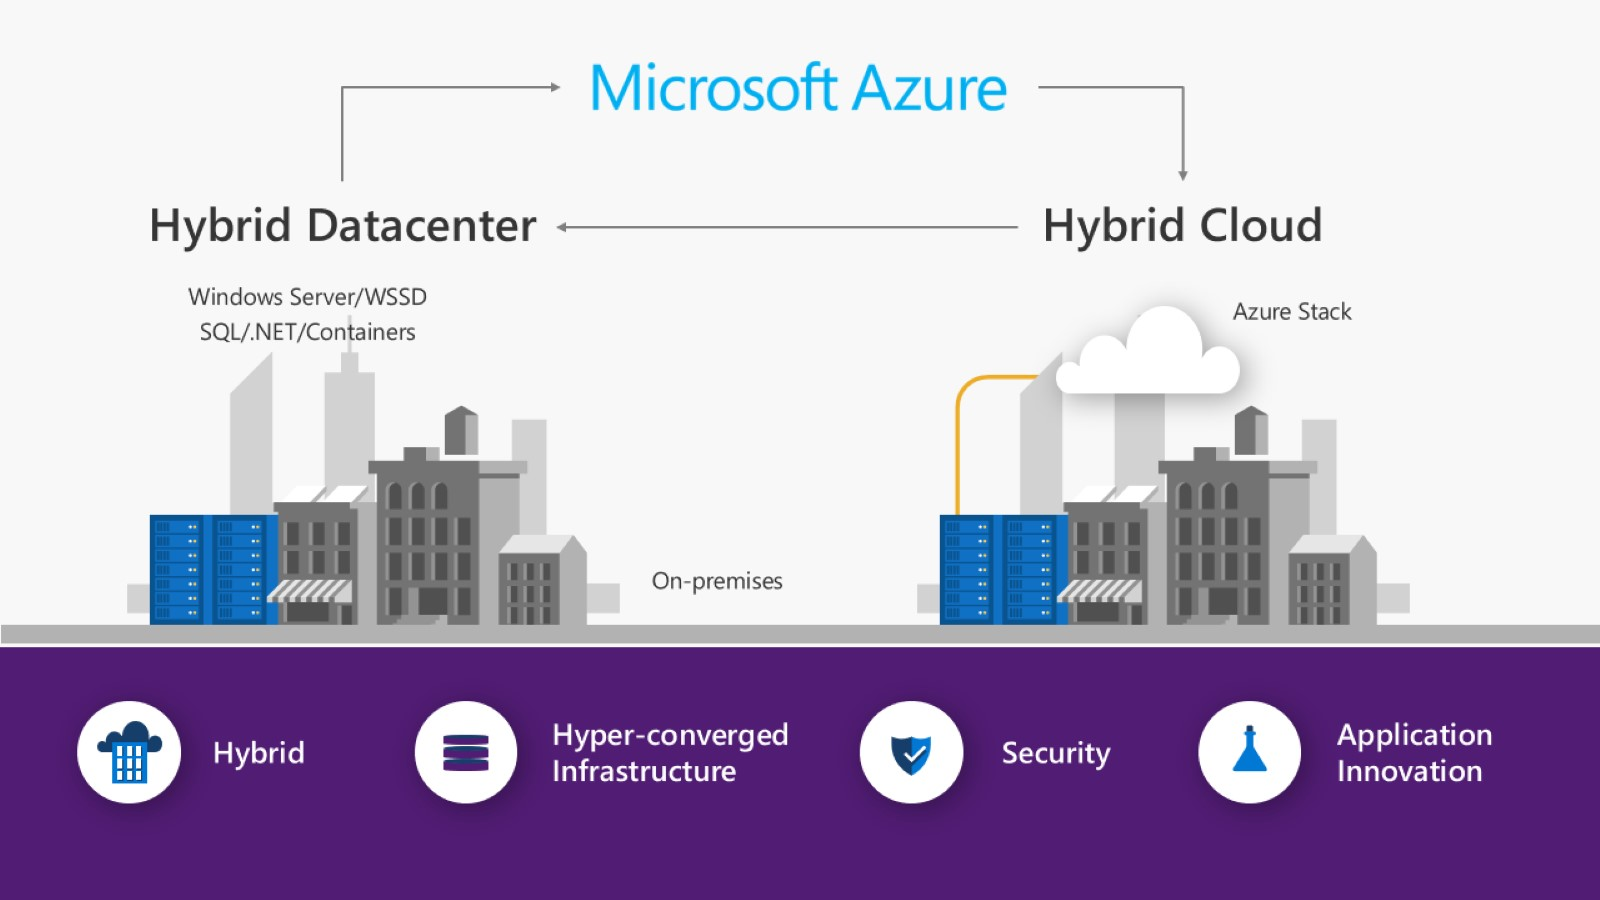 Microsoft Azure
Hybrid Datacenter
Hybrid Cloud
Windows Server/WSSD
SQL/.NET/Containers
Azure Stack
On-premises
Hybrid
Hyper-converged
Infrastructure
Security
Application
Innovation